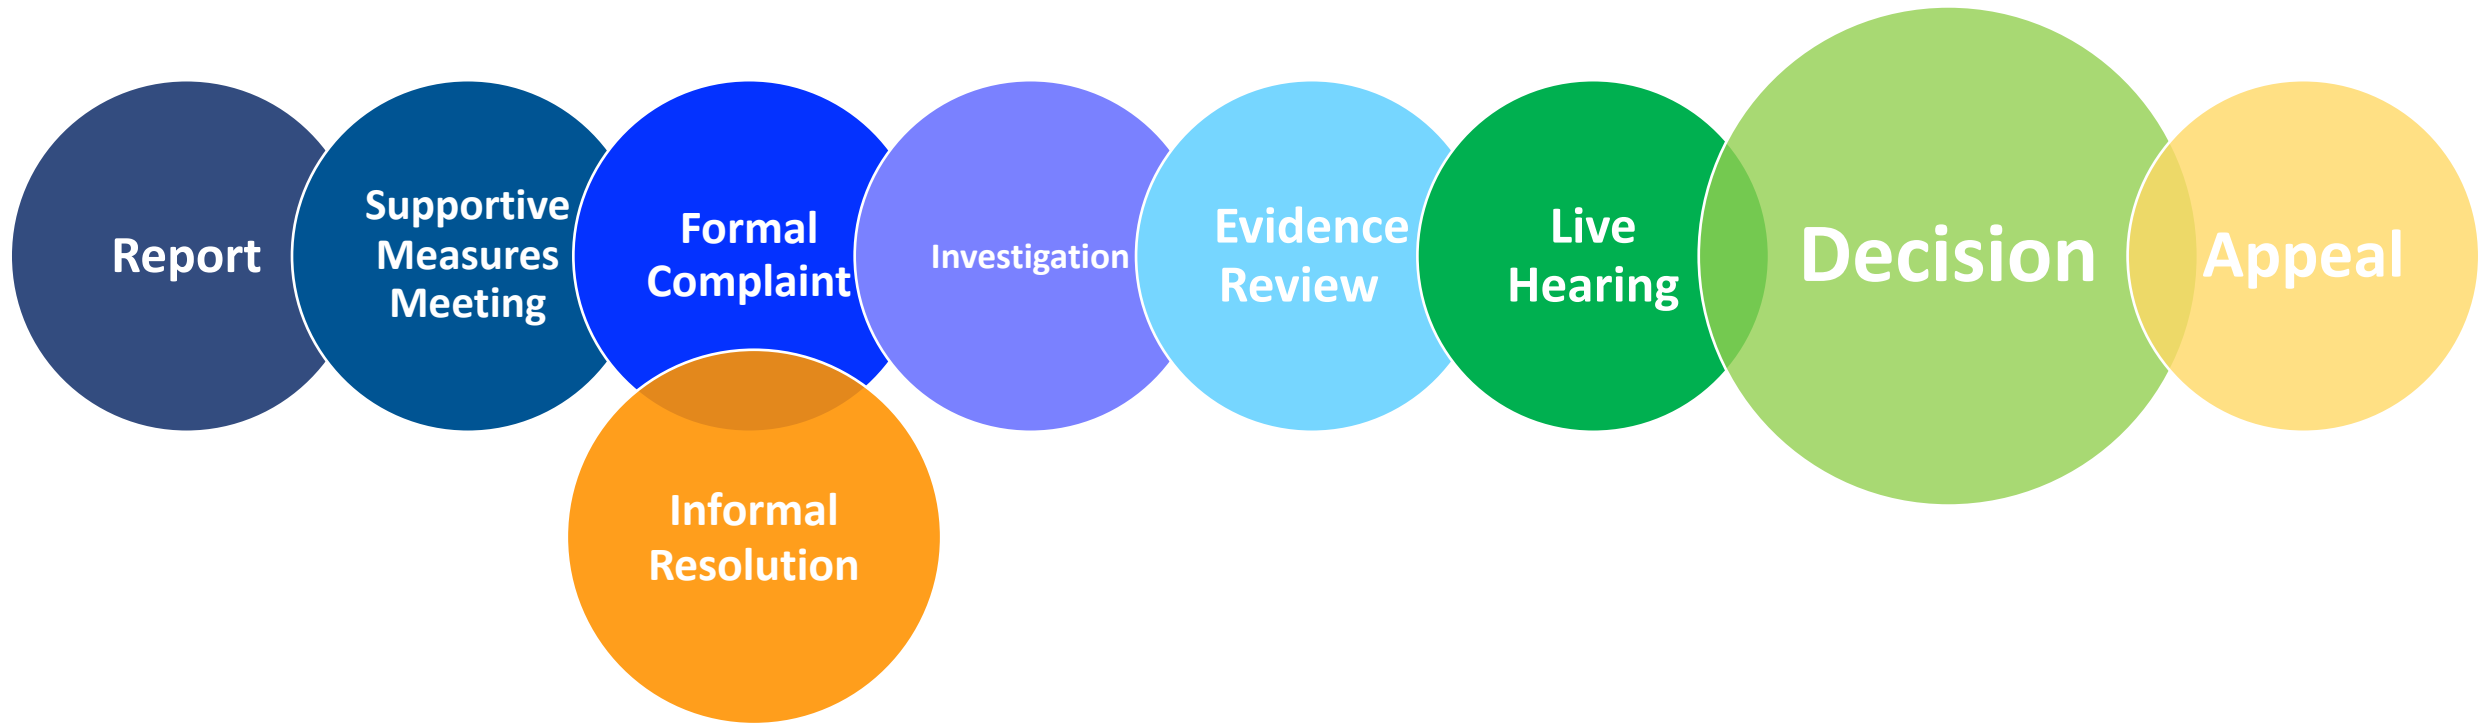 Report
Supportive
Measures
Meeting
Formal
Complaint
Investigation
Evidence
Review
Live
Hearing
Decision
Appeal
Informal
Resolution